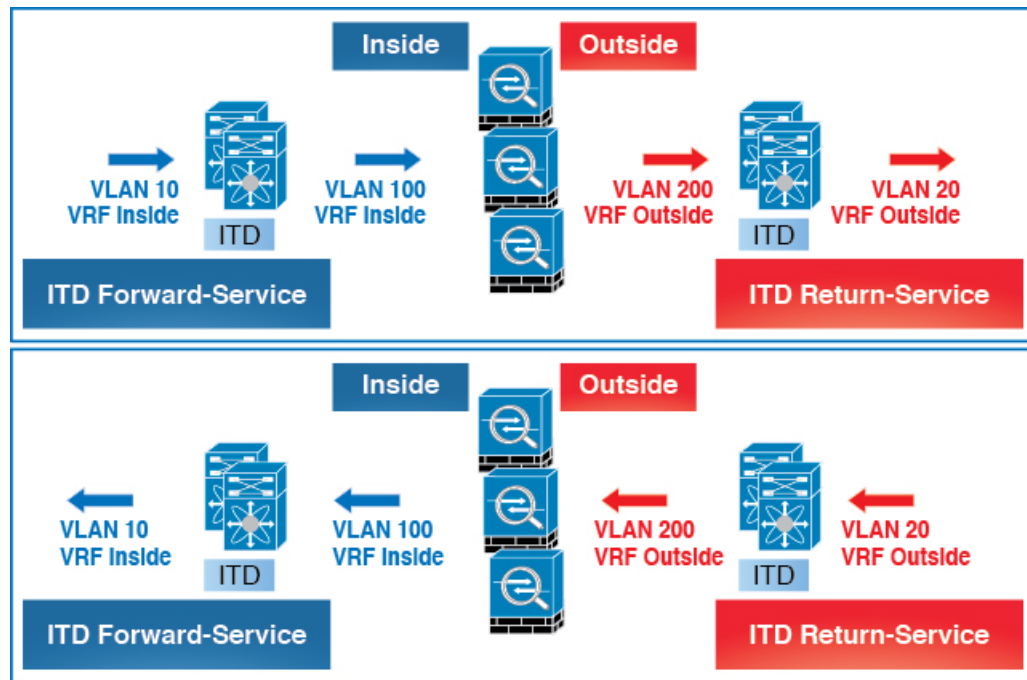 Inside
Outside
VLAN 10
VRF Inside
VLAN 100
VRF Inside
VLAN 200
VRF Outside
VLAN 20
VRF Outside
ITD
ITD
ITD Forward-Service
ITD Return-Service
Inside
Outside
VLAN 10
VRF Inside
VLAN 100
VRF Inside
VLAN 200
VRF Outside
VLAN 20
VRF Outside
ITD
ITD
ITD Forward-Service
ITD Return-Service